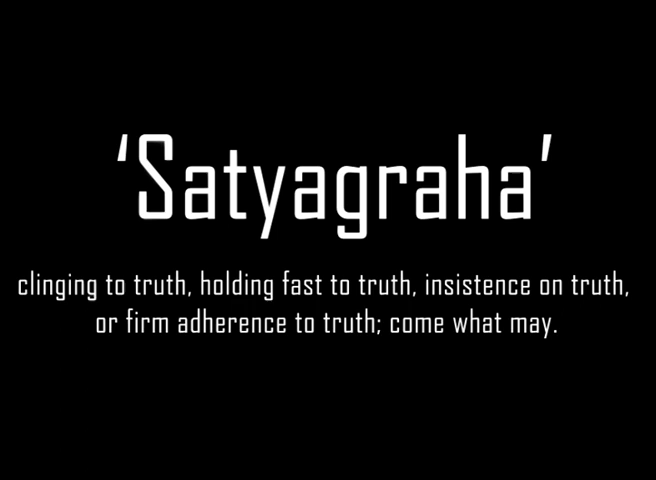 ‘Satyagraha’
clinging to truth, holding fast to truth, insistence on truth,
or firm adherence to truth; come what may.